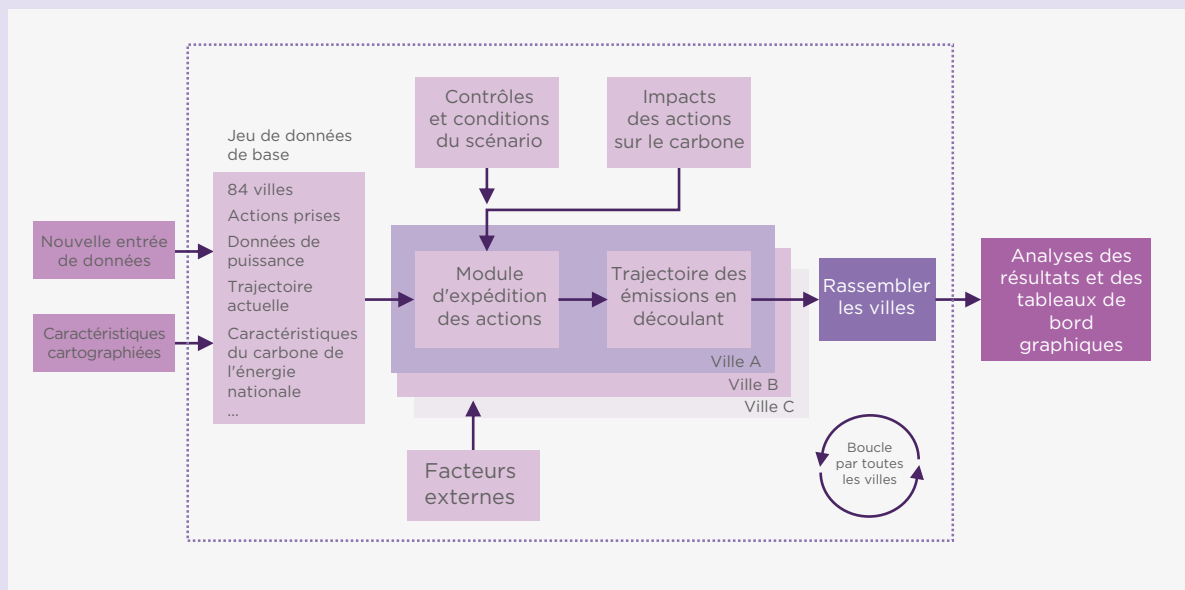 Contrôles
et conditions
du scénario
Impacts
des actions
sur le carbone
Jeu de données
de base
84 villes
Actions prises
Données de
puissance
Trajectoire
actuelle
Caractéristiques
du carbone de
l'énergie
nationale
...
Nouvelle entrée
de données
Caractéristiques
cartographiées
Module
d'expédition
des actions
Trajectoire des
émissions en
découlant
Ville A
Ville B
Ville C
Rassembler
les villes
Analyses des
résultats et des
tableaux de
bord
graphiques
Facteurs
externes
Boucle
par toutes
les villes